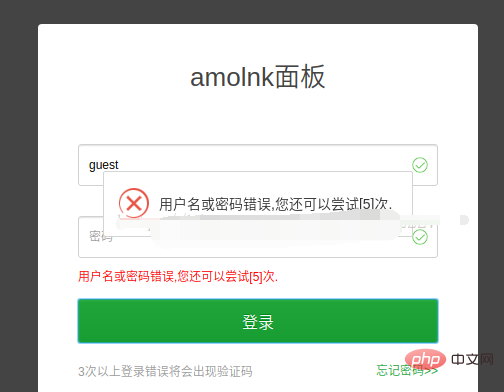 amolnk面板
guest
用户名或密码错误,您还可以尝试[5]次.
密码
用户名或密码错误,您还可以尝试[5]次.
登录
3次以上登录错误将会出现验证码
忘记密码>>
php 中文网